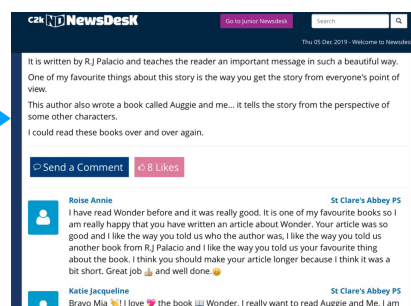 C2k ND NewsDesk
Go to Junior Newsdesk
Search
Thu 05 Dec 2019 - Welcome to Newsdes
It is written by R.J Palacio and teaches the reader an important message in such a beautiful way.
One of my favourite things about this story is the way you get the story from everyone's point of
view.
This author also wrote a book called Auggie and me... it tells the story from the perspective of
some other characters.
I could read these books over and over again.
Send a Comment
8 Likes
Roise Annie
St Clare's Abbey PS
I have read Wonder before and it was really good. It is one of my favourite books so I
am really happy that you have written an article about Wonder. Your article was so
good and I like the way you told us who the author was, I like the way you told us
another book from R.J Palacio and I like the way you told us your favourite thing
about the book. I think you should make your article longer because I think it was a
bit short. Great job 👍 and well done.😀
Katie Jacqueline
St Clare's Abbey PS
Bravo Mia 👏! I love 💖 the book 📖 Wonder. I really want to read Auggie and Me. I am